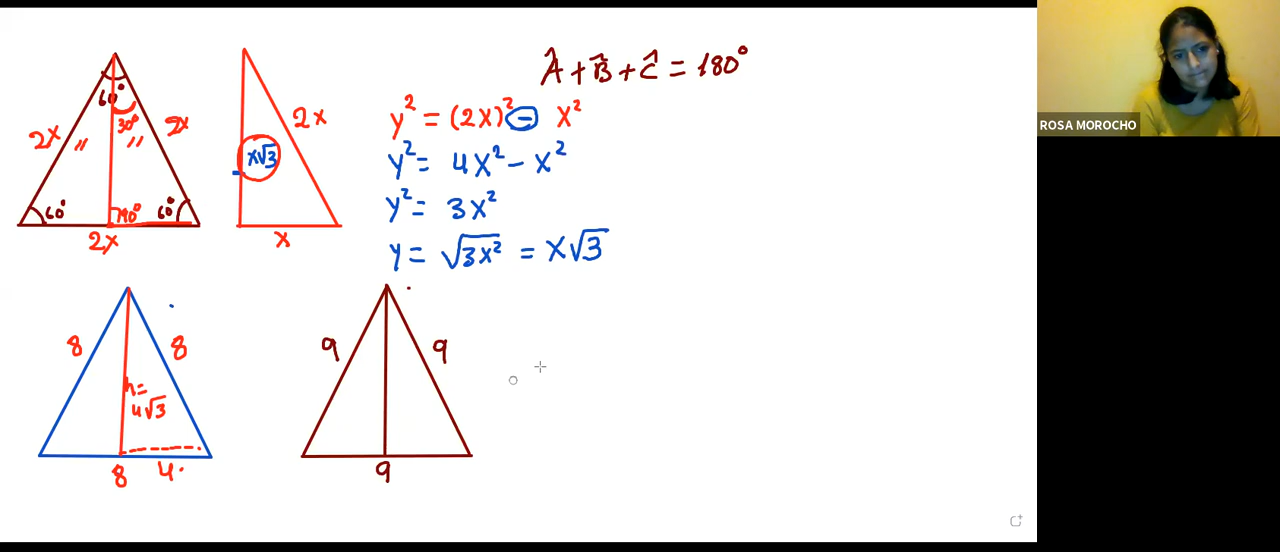 Â + B̂ + Ĉ = 180°
60°
30°
2x
2x
60°
90°
60°
2x
2x
x√3
x
y² = (2x)² - x²
y² = 4x² - x²
y² = 3x²
y = √3x² = x√3
8
8
h=
4√3
8
4.
9
9
9
ROSA MOROCHO